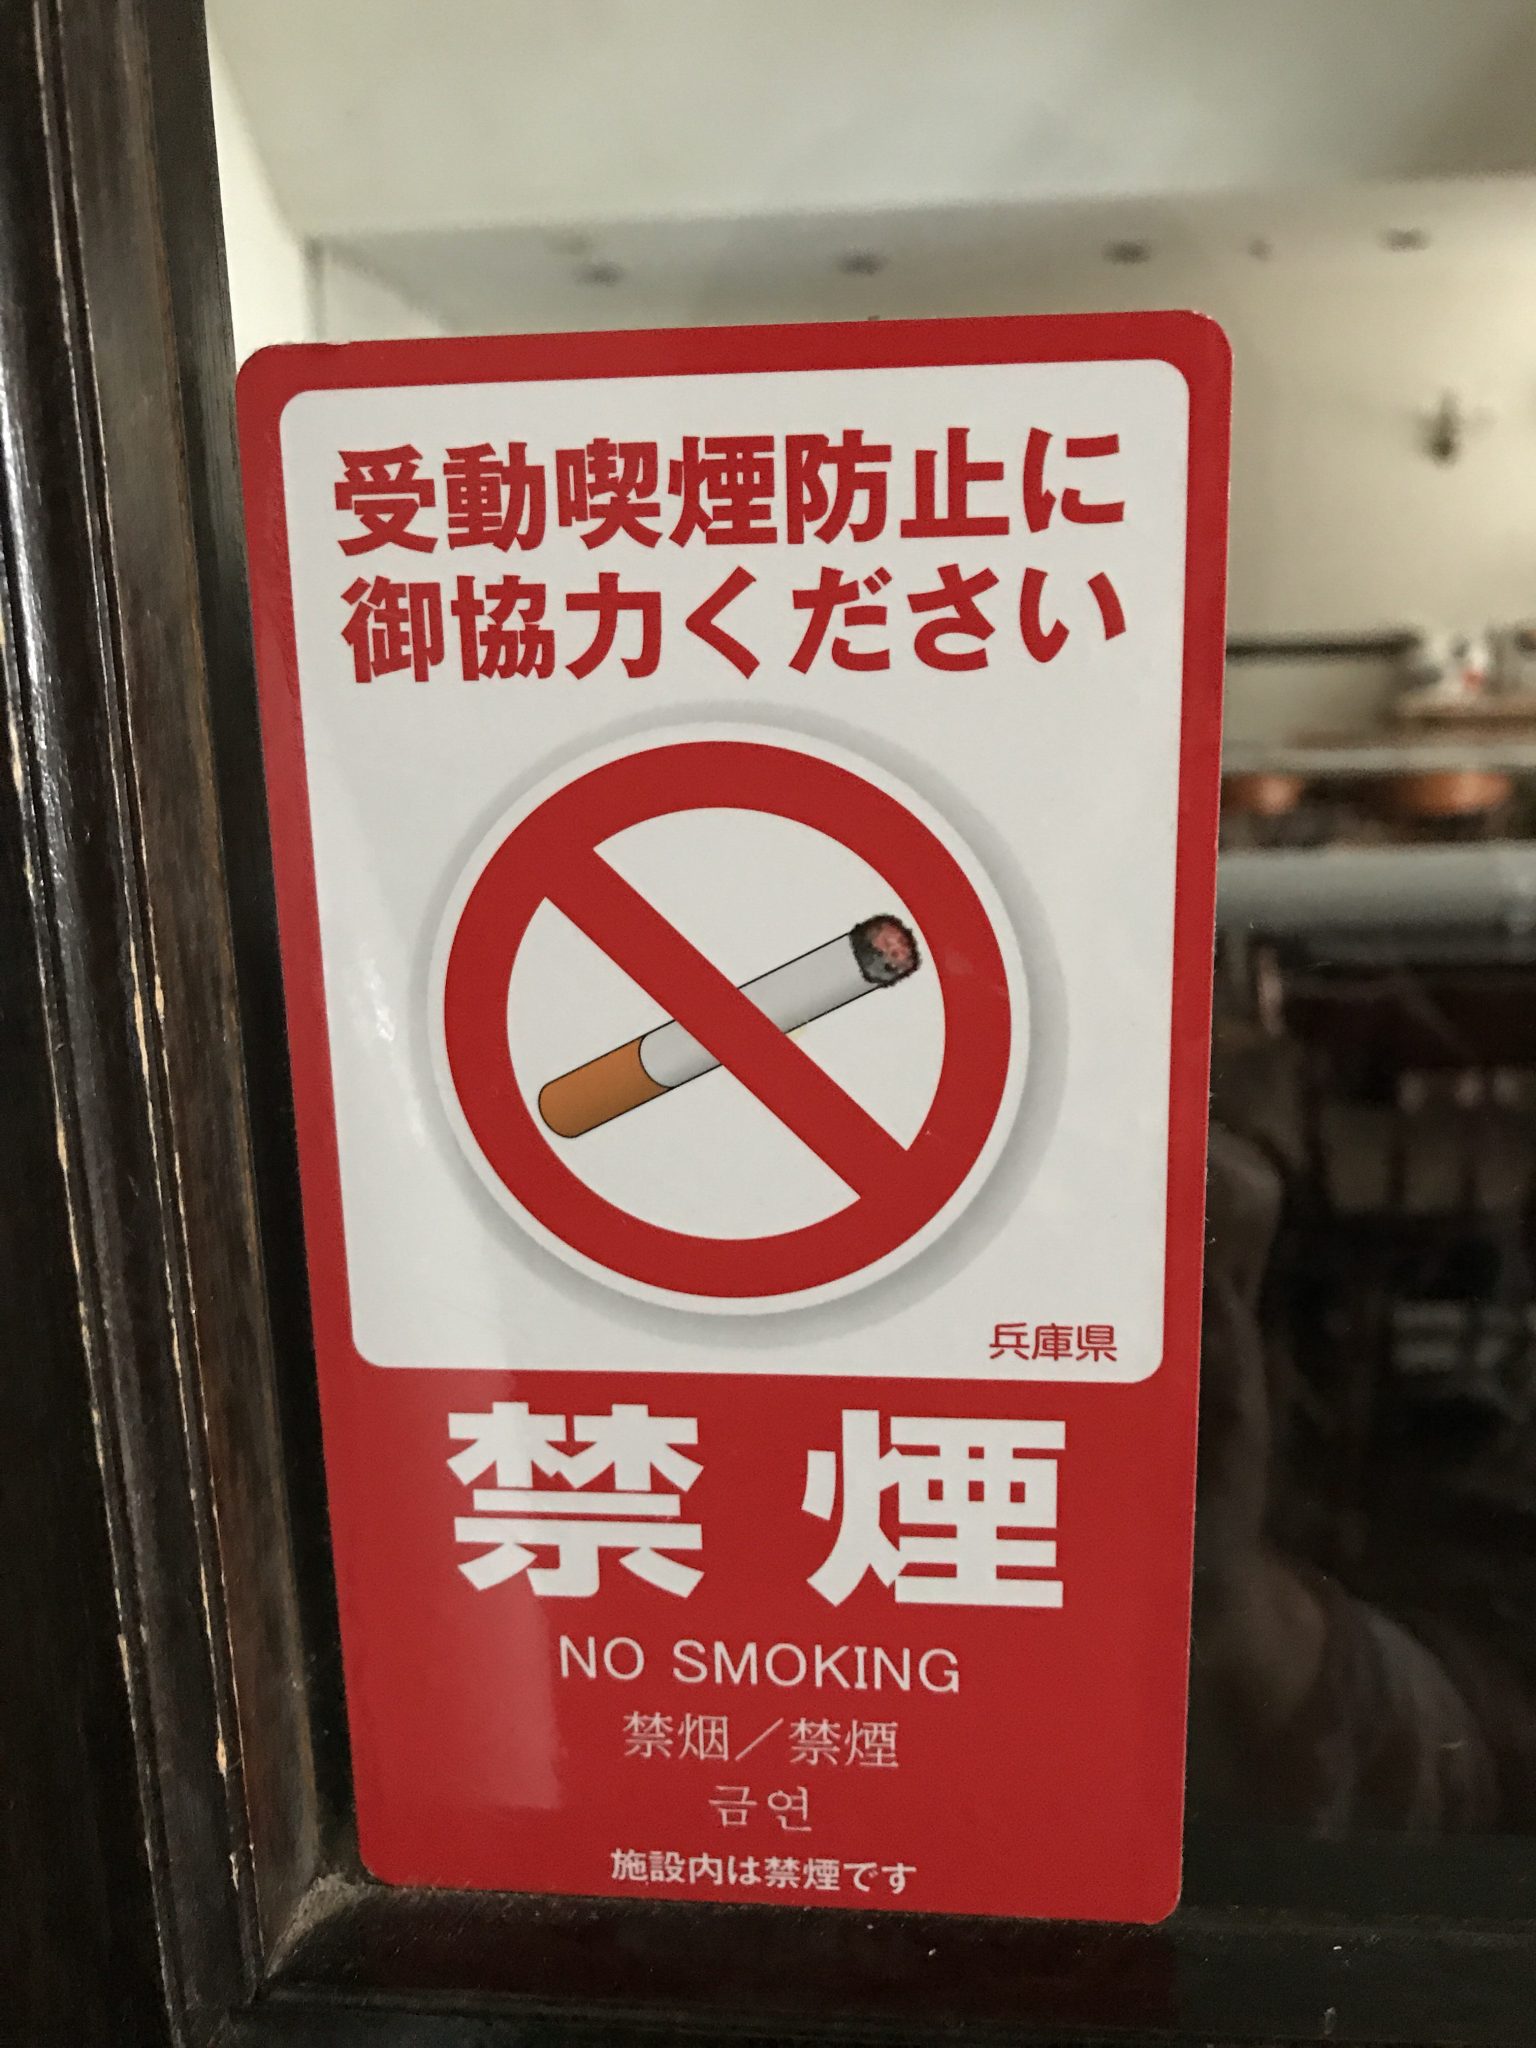 受動喫煙防止に
御協力ください
兵庫県
禁煙
NO SMOKING
禁烟／禁煙
금연
施設内は禁煙です